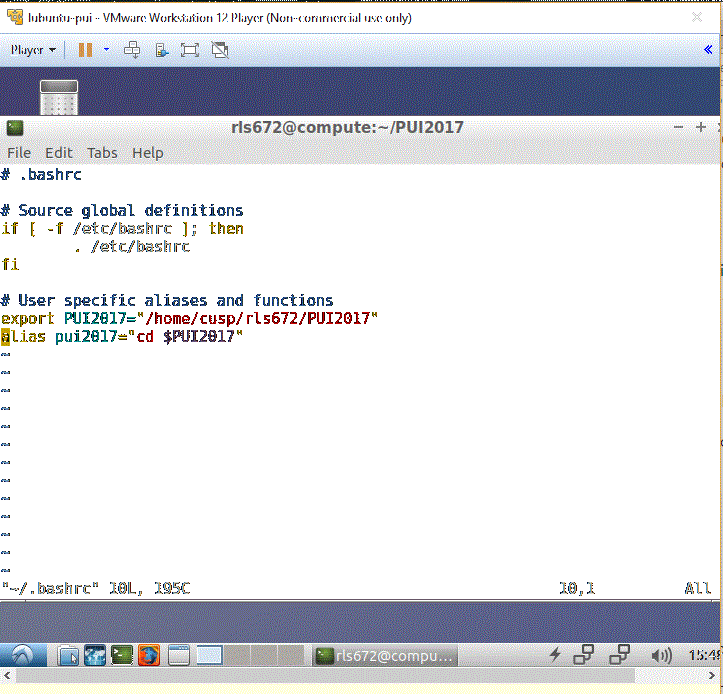 lubuntu-pui - VMware Workstation 12 Player (Non-commercial use only)
Player
rls672@compute:~/PUI2017
File Edit Tabs Help
# .bashrc
# Source global definitions
if [ -f /etc/bashrc ]; then
. /etc/bashrc
fi
# User specific aliases and functions
export PUI2017="/home/cusp/rls672/PUI2017"
alias pui2017="cd $PUI2017"
~
~
~
~
~
~
~
~
~
~
~
~
~
"~/.bashrc" 10L, 195C 10,1 All
rls672@compu...